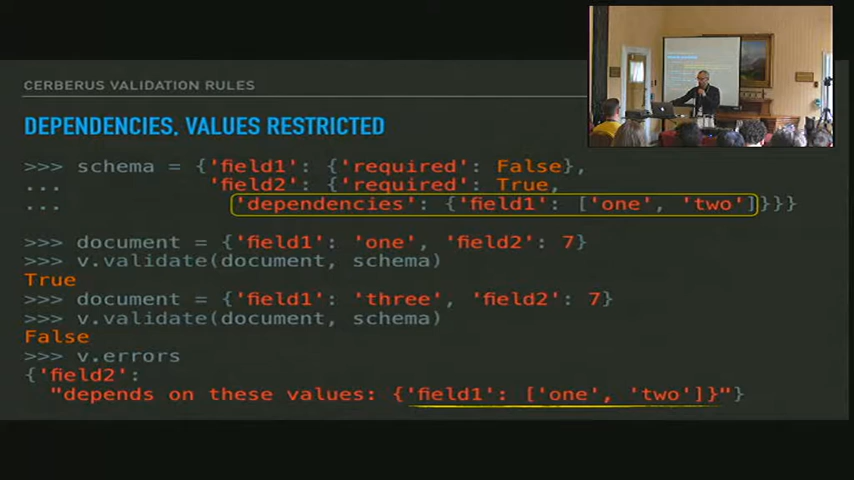 CERBERUS VALIDATION RULES
DEPENDENCIES, VALUES RESTRICTED
>>> schema = {'field1': {'required': False},
... 'field2': {'required': True,
... 'dependencies': {'field1': ['one', 'two']}}}
>>> document = {'field1': 'one', 'field2': 7}
>>> v.validate(document, schema)
True
>>> document = {'field1': 'three', 'field2': 7}
>>> v.validate(document, schema)
False
>>> v.errors
{'field2':
"depends on these values: {'field1': ['one', 'two']}"}